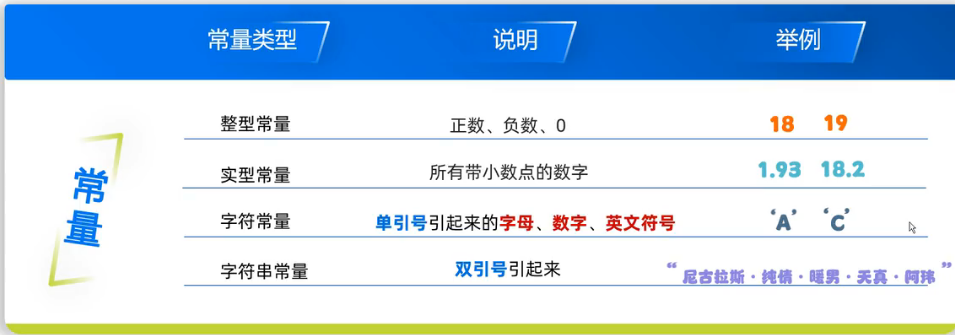 常量类型 说明 举例
常量
整型常量 正数、负数、0 18 19
实型常量 所有带小数点的数字 1.93 18.2
字符常量 单引号引起来的字母、数字、英文符号 ‘A’ ‘C’
字符串常量 双引号引起来 “尼古拉斯·纯情·暖男·天真·阿玮”